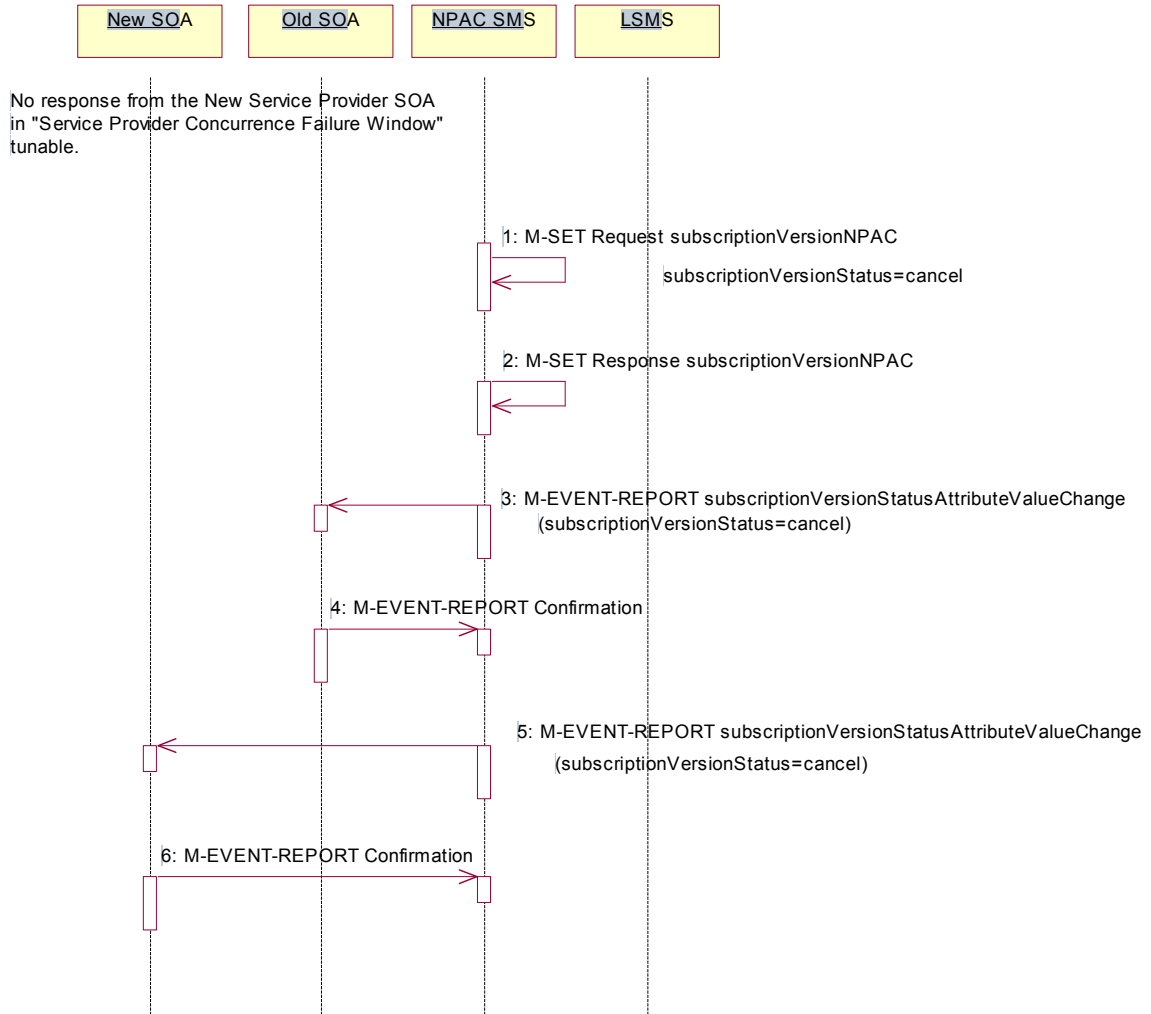 New SOA
Old SOA
NPAC SMS
LSMS
No response from the New Service Provider SOA
in "Service Provider Concurrence Failure Window"
tunable.
1: M-SET Request subscriptionVersionNPAC
subscriptionVersionStatus=cancel
2: M-SET Response subscriptionVersionNPAC
3: M-EVENT-REPORT subscriptionVersionStatusAttributeValueChange
(subscriptionVersionStatus=cancel)
4: M-EVENT-REPORT Confirmation
5: M-EVENT-REPORT subscriptionVersionStatusAttributeValueChange
(subscriptionVersionStatus=cancel)
6: M-EVENT-REPORT Confirmation